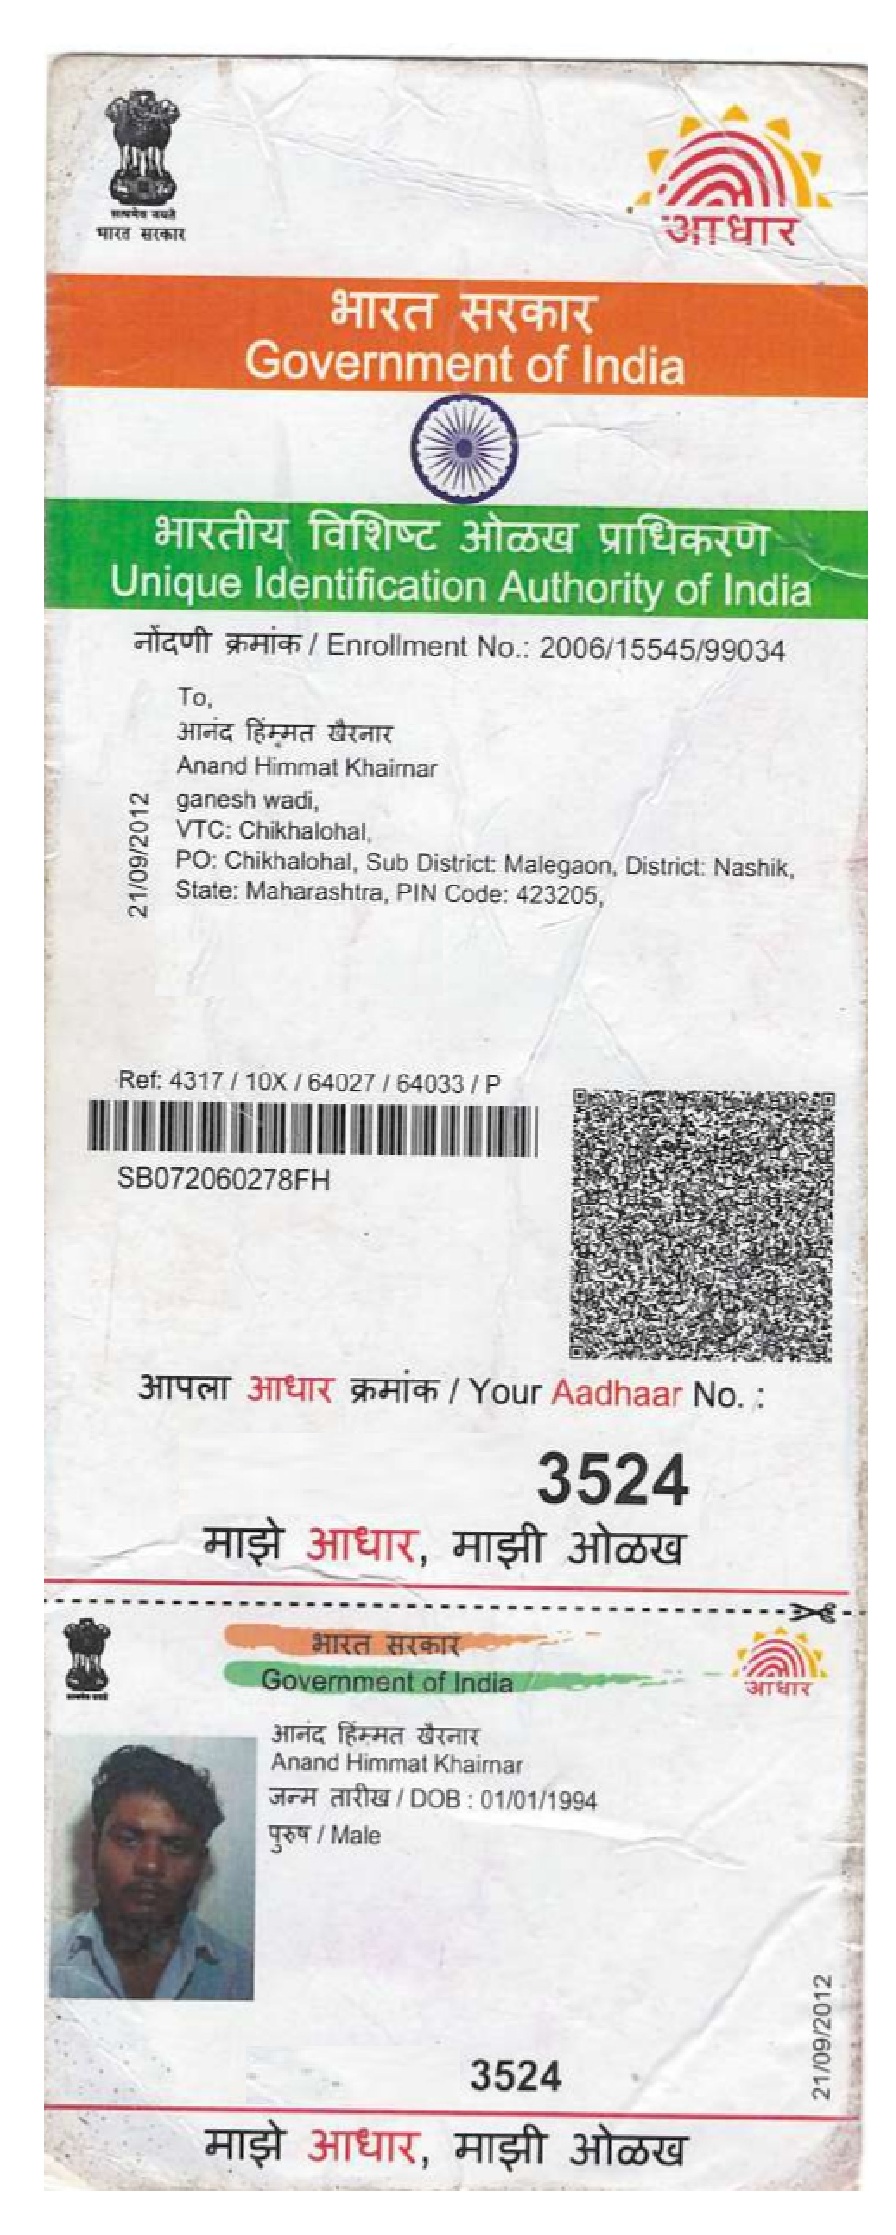 सत्यमेव जयते
भारत सरकार
आधार
भारत सरकार
Government of India
भारतीय विशिष्ट ओळख प्राधिकरण
Unique Identification Authority of India
नोंदणी क्रमांक / Enrollment No.: 2006/15545/99034
To,
आनंद हिंम्मत खैरनार
Anand Himmat Khairnar
ganesh wadi,
VTC: Chikhalohal,
PO: Chikhalohal, Sub District: Malegaon, District: Nashik,
State: Maharashtra, PIN Code: 423205,
21/09/2012
Ref: 4317 / 10X / 64027 / 64033 / P
SB072060278FH
आपला आधार क्रमांक / Your Aadhaar No. :
3524
माझे आधार, माझी ओळख
भारत सरकार
Government of India
आधार
आनंद हिंम्मत खैरनार
Anand Himmat Khairnar
जन्म तारीख / DOB : 01/01/1994
पुरुष / Male
21/09/2012
3524
माझे आधार, माझी ओळख